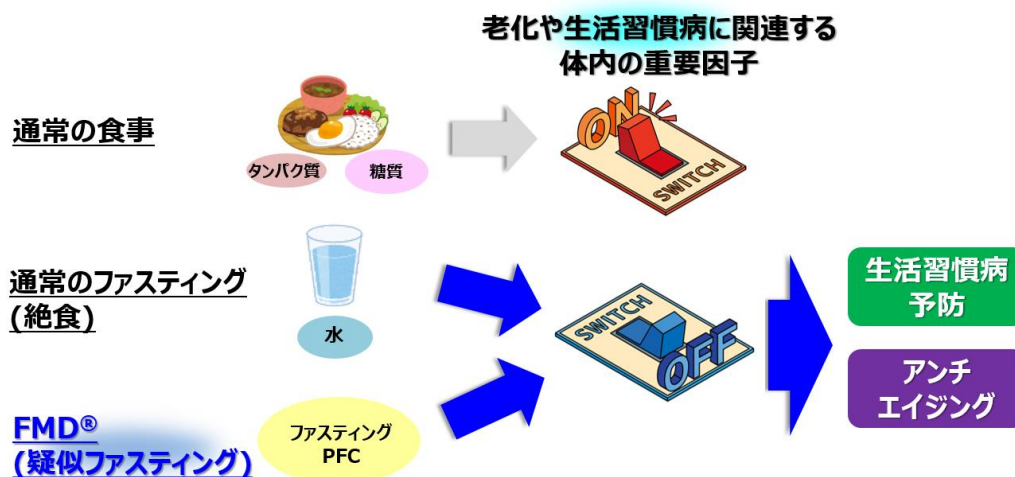 老化や生活習慣病に関連する
体内の重要因子
通常の食事
タンパク質
糖質
ON
SWITCH
通常のファスティング
(絶食)
水
SWITCH
OFF
生活習慣病
予防
アンチ
エイジング
FMD®
(疑似ファスティング)
ファスティング
PFC